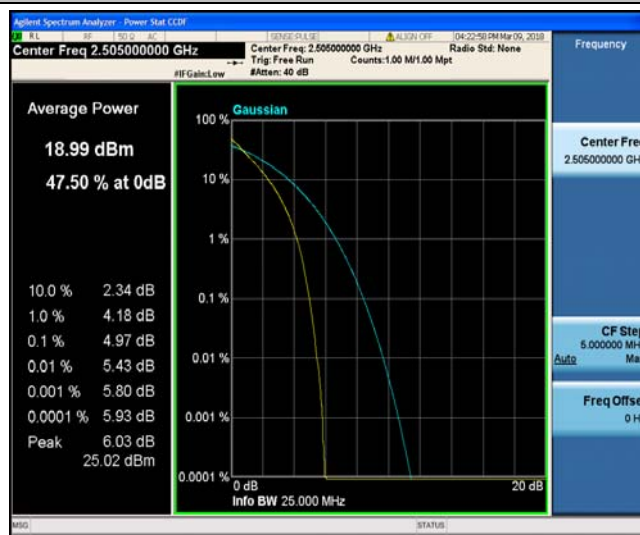 Agilent Spectrum Analyzer - Power Stat CCDF
RL RF 50 Ω AC SENSE:PULSE ALIGN OFF 04:22:58 PM Mar 09, 2018
Center Freq 2.505000000 GHz
Center Freq: 2.505000000 GHz Radio Std: None
Trig: Free Run Counts:1.00 M/1.00 Mpt
#IFGain:Low #Atten: 40 dB
Frequency
Average Power
18.99 dBm
47.50 % at 0dB
10.0 % 2.34 dB
1.0 % 4.18 dB
0.1 % 4.97 dB
0.01 % 5.43 dB
0.001 % 5.80 dB
0.0001 % 5.93 dB
Peak 6.03 dB
25.02 dBm
Gaussian
100 %
10 %
1 %
0.1 %
0.01 %
0.001 %
0.0001 %
0 dB 20 dB
Info BW 25.000 MHz
Center Fre
2.505000000 GH
CF Ste
5.000000 MH
Auto Ma
Freq Offse
0 H
MSG STATUS